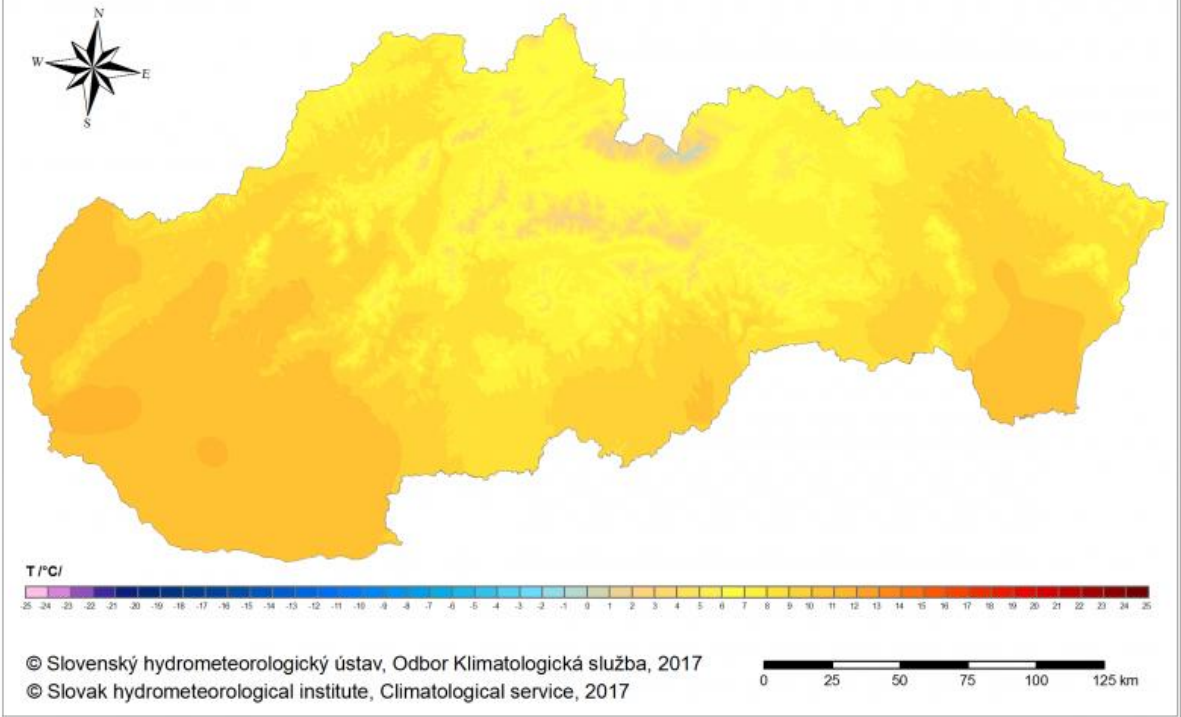 N
W E
S
T /°C/
-25 -24 -23 -22 -21 -20 -19 -18 -17 -16 -15 -14 -13 -12 -11 -10 -9 -8 -7 -6 -5 -4 -3 -2 -1 0 1 2 3 4 5 6 7 8 9 10 11 12 13 14 15 16 17 18 19 20 21 22 23 24 25
© Slovenský hydrometeorologický ústav, Odbor Klimatologická služba, 2017
© Slovak hydrometeorological institute, Climatological service, 2017
0 25 50 75 100 125 km